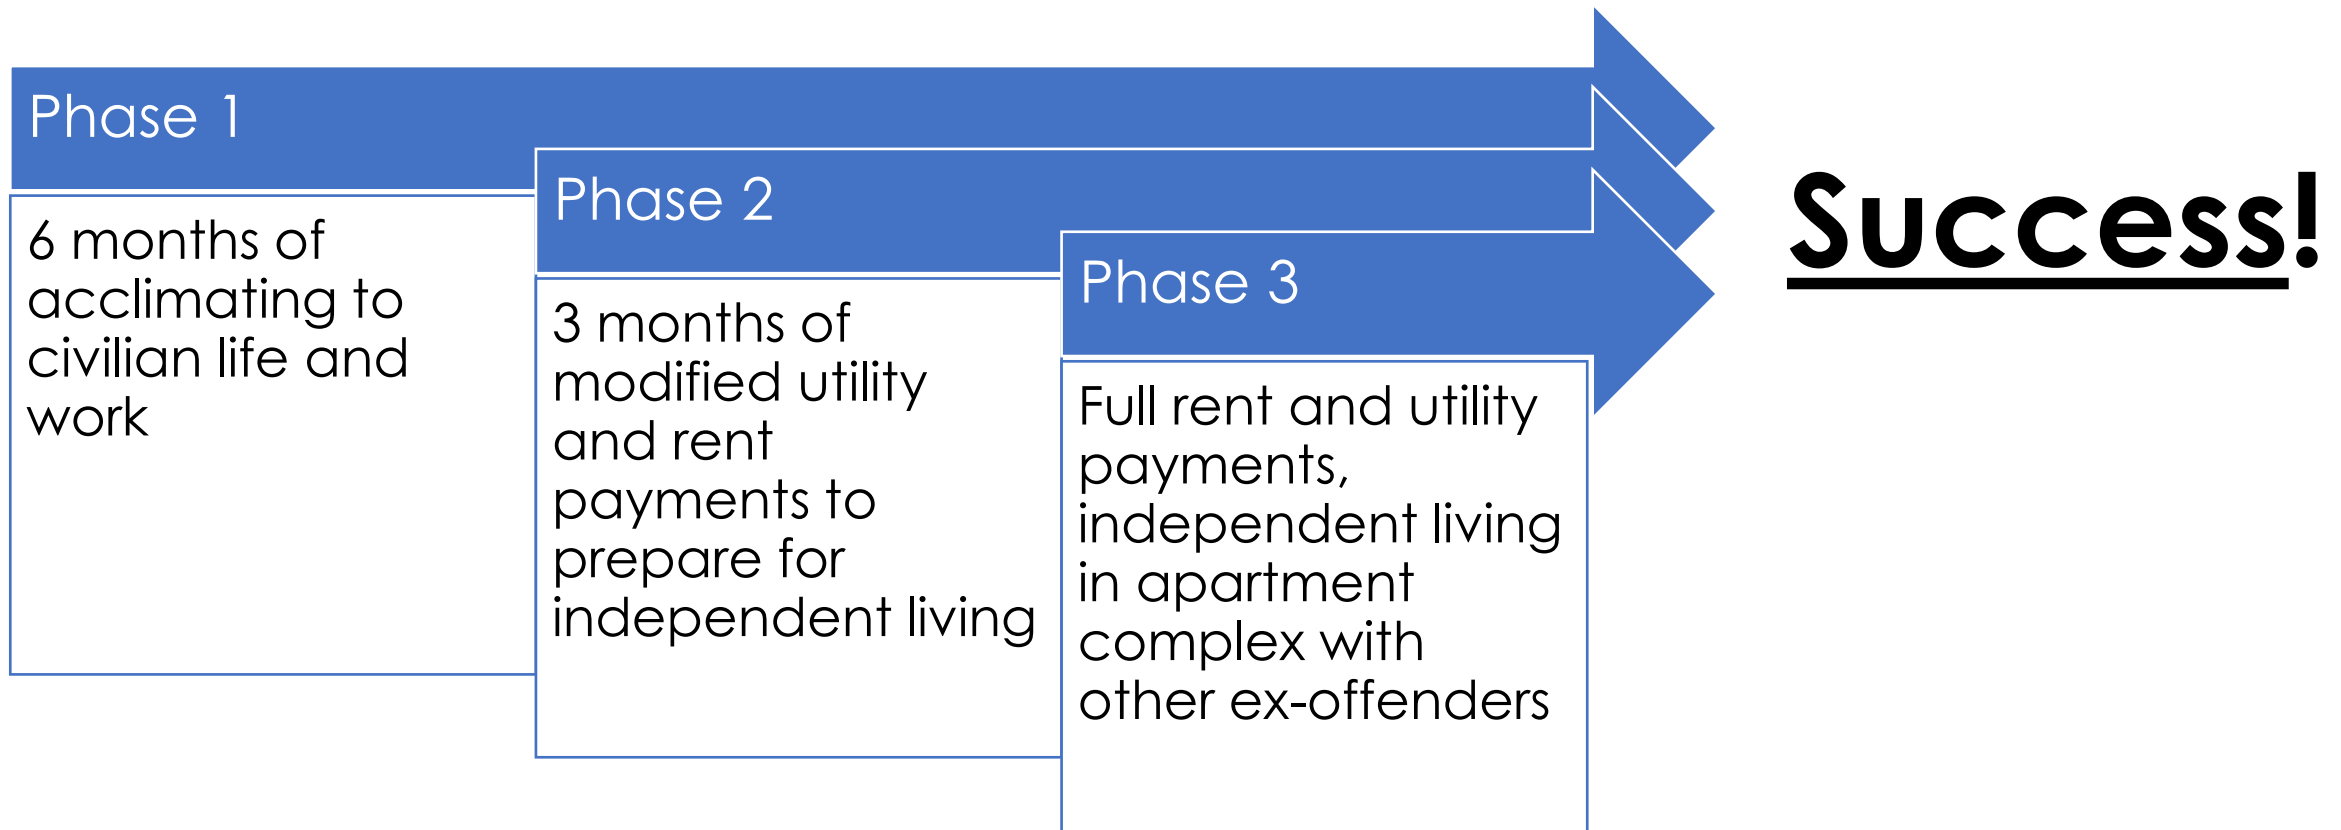 Phase 1
6 months of
acclimating to
civilian life and
work
Phase 2
3 months of
modified utility
and rent
payments to
prepare for
independent living
Phase 3
Full rent and utility
payments,
independent living
in apartment
complex with
other ex-offenders
Success!